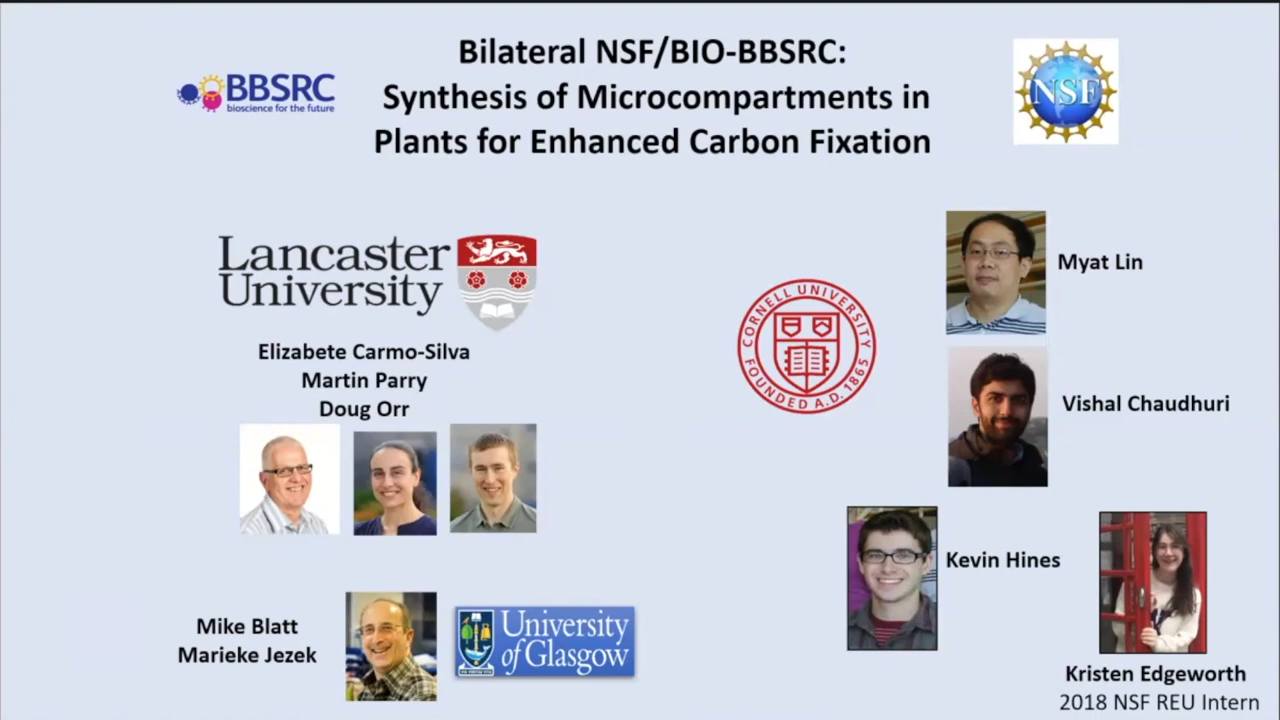 Bilateral NSF/BIO-BBSRC:
Synthesis of Microcompartments in
Plants for Enhanced Carbon Fixation
BBSRC
bioscience for the future
NSF
Lancaster
University
Elizabete Carmo-Silva
Martin Parry
Doug Orr
CORNELL UNIVERSITY
FOUNDED A.D. 1865
Myat Lin
Vishal Chaudhuri
Kevin Hines
Kristen Edgeworth
2018 NSF REU Intern
Mike Blatt
Marieke Jezek
University
of Glasgow